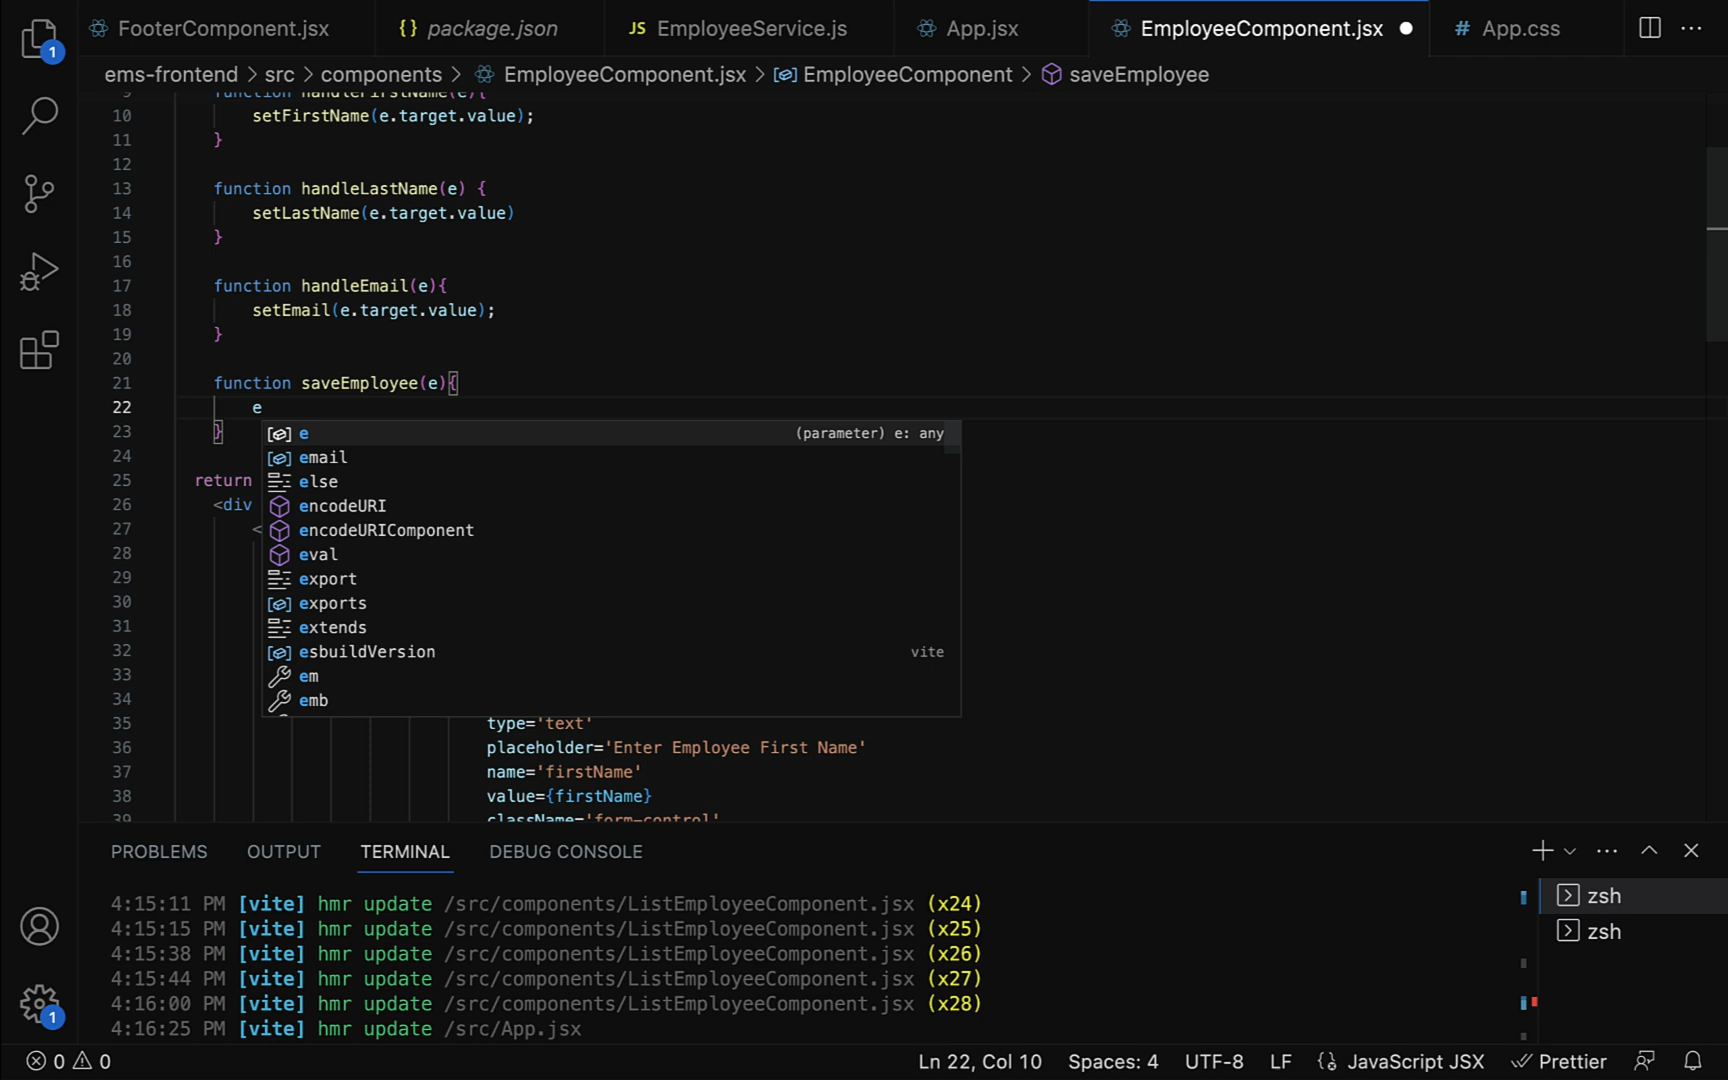 1
FooterComponent.jsx
{} package.json
JS EmployeeService.js
App.jsx
EmployeeComponent.jsx
# App.css
ems-frontend > src > components > EmployeeComponent.jsx > EmployeeComponent > saveEmployee
9 function handleFirstName(e){
10 setFirstName(e.target.value);
11 }
12
13 function handleLastName(e) {
14 setLastName(e.target.value)
15 }
16
17 function handleEmail(e){
18 setEmail(e.target.value);
19 }
20
21 function saveEmployee(e){
22 e
23 }
24
25 return
26 <div
27 <
28
29
30
31
32
33
34
e (parameter) e: any
email
else
encodeURI
encodeURIComponent
eval
export
exports
extends
esbuildVersion vite
em
emb
35 type='text'
36 placeholder='Enter Employee First Name'
37 name='firstName'
38 value={firstName}
39 className='form-control'
PROBLEMS OUTPUT TERMINAL DEBUG CONSOLE
4:15:11 PM [vite] hmr update /src/components/ListEmployeeComponent.jsx (x24)
4:15:15 PM [vite] hmr update /src/components/ListEmployeeComponent.jsx (x25)
4:15:38 PM [vite] hmr update /src/components/ListEmployeeComponent.jsx (x26)
4:15:44 PM [vite] hmr update /src/components/ListEmployeeComponent.jsx (x27)
4:16:00 PM [vite] hmr update /src/components/ListEmployeeComponent.jsx (x28)
4:16:25 PM [vite] hmr update /src/App.jsx
zsh
zsh
1
0 0 Ln 22, Col 10 Spaces: 4 UTF-8 LF {} JavaScript JSX Prettier